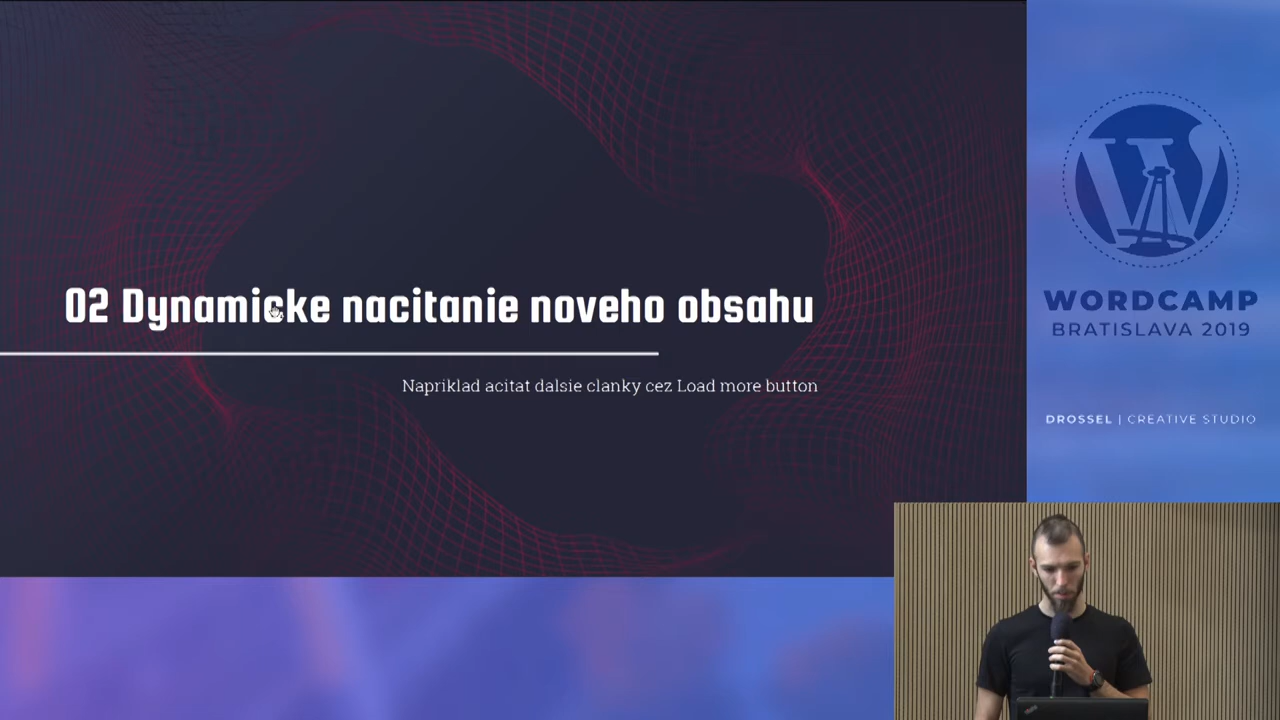 02 Dynamicke nacitanie noveho obsahu
Napriklad acitat dalsie clanky cez Load more button
WORDCAMP
BRATISLAVA 2019
DROSSEL | CREATIVE STUDIO